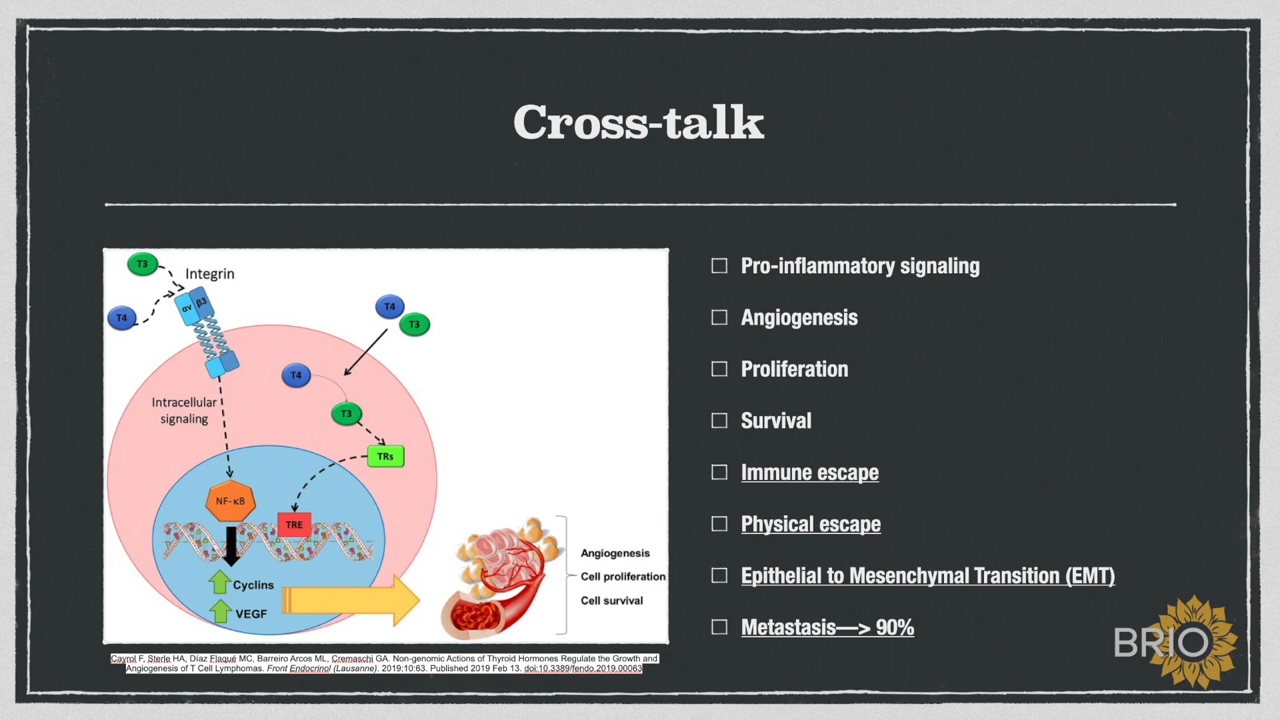 Cross-talk
T3
Integrin
T4
αv
β3
T4
T3
T4
T3
Intracellular
signaling
TRs
NF-κB
TRE
Cyclins
VEGF
Angiogenesis
Cell proliferation
Cell survival
Cayrol F, Sterle HA, Díaz Flaqué MC, Barreiro Arcos ML, Cremaschi GA. Non-genomic Actions of Thyroid Hormones Regulate the Growth and
Angiogenesis of T Cell Lymphomas. Front Endocrinol (Lausanne). 2019;10:63. Published 2019 Feb 13. doi:10.3389/fendo.2019.00063
Pro-inflammatory signaling
Angiogenesis
Proliferation
Survival
Immune escape
Physical escape
Epithelial to Mesenchymal Transition (EMT)
Metastasis—> 90%
BRIO